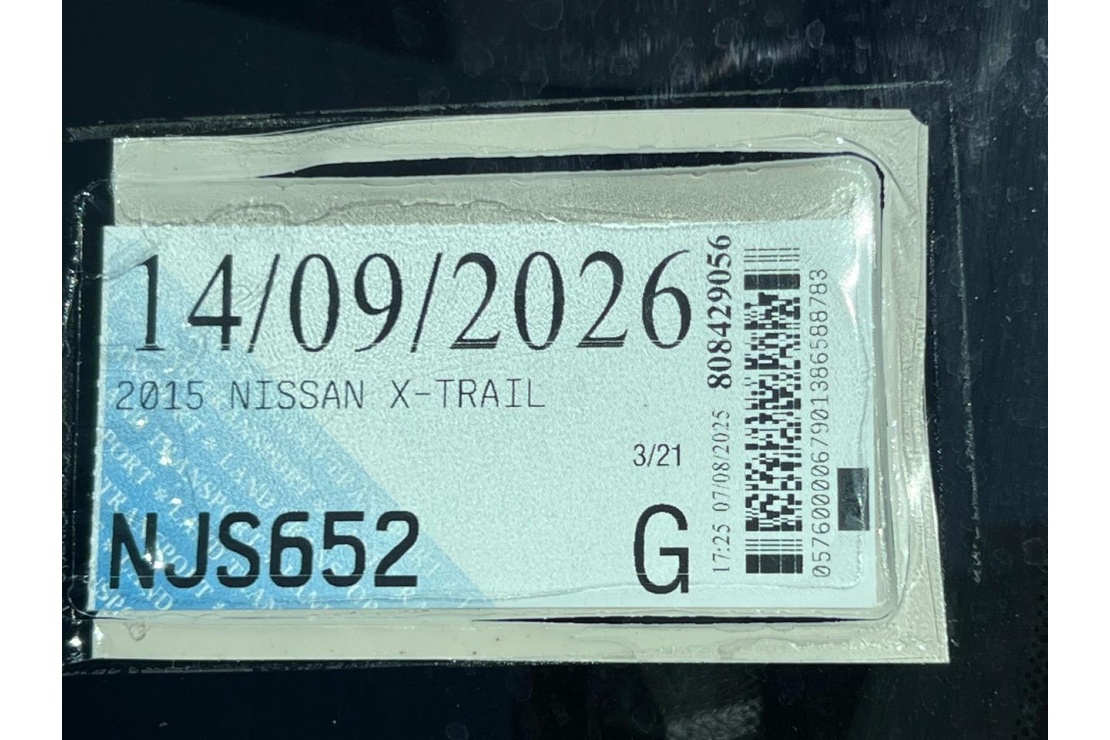 14/09/2026
2015 NISSAN X-TRAIL
3/21
NJS652
G
17:25 07/08/2025
808429056
0576000067901386588783